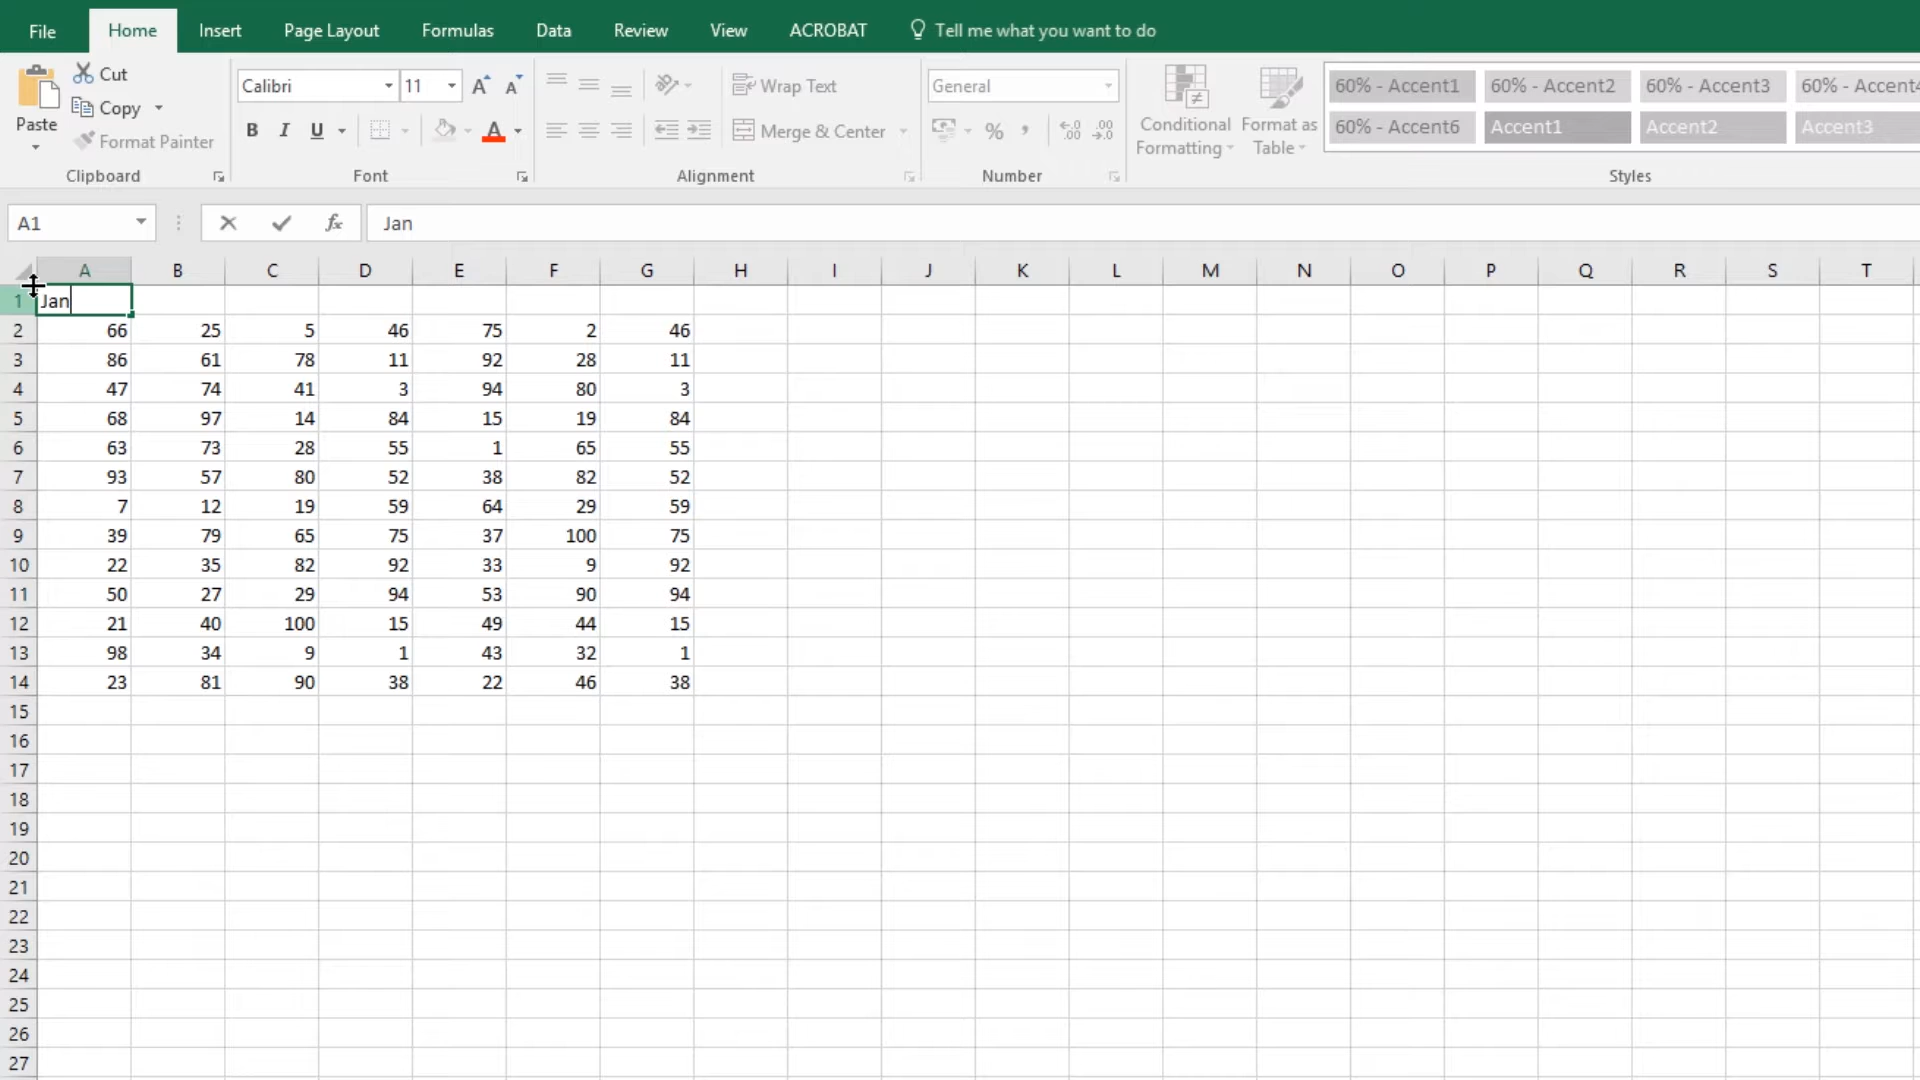 File Home Insert Page Layout Formulas Data Review View ACROBAT Tell me what you want to do
Paste Cut Copy Format Painter
Clipboard
Calibri 11 A A
B I U A
Font
Wrap Text
Merge & Center
Alignment
General
% , .0 .00 .00 .0
Number
Conditional Formatting
Format as Table
60% - Accent1 60% - Accent2 60% - Accent3 60% - Accent4
60% - Accent6 Accent1 Accent2 Accent3
Styles
A1 fx Jan
A B C D E F G H I J K L M N O P Q R S T
1 Jan
2 66 25 5 46 75 2 46
3 86 61 78 11 92 28 11
4 47 74 41 3 94 80 3
5 68 97 14 84 15 19 84
6 63 73 28 55 1 65 55
7 93 57 80 52 38 82 52
8 7 12 19 59 64 29 59
9 39 79 65 75 37 100 75
10 22 35 82 92 33 9 92
11 50 27 29 94 53 90 94
12 21 40 100 15 49 44 15
13 98 34 9 1 43 32 1
14 23 81 90 38 22 46 38
15
16
17
18
19
20
21
22
23
24
25
26
27